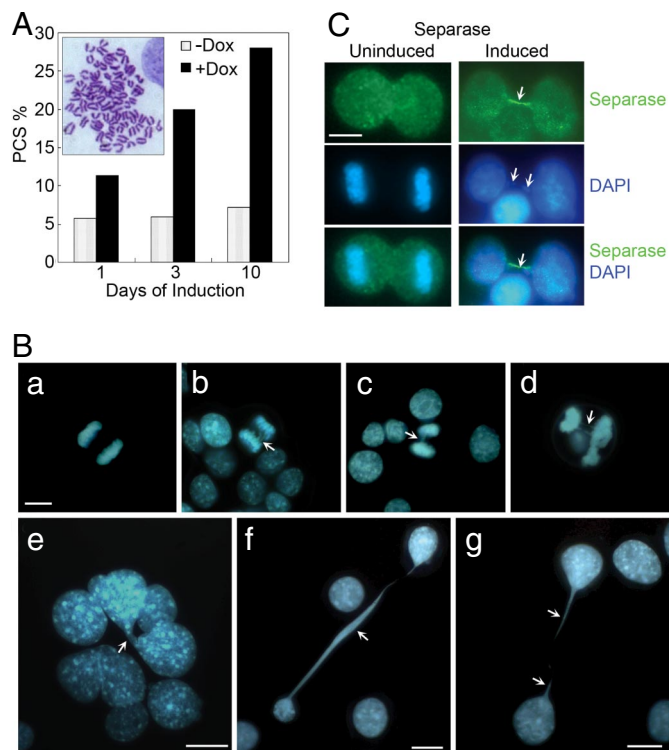 A
PCS %
30
25
20
15
10
5
0
-Dox
+Dox
1 3 10
Days of Induction
C
Separase
Uninduced Induced
Separase
DAPI
Separase
DAPI
B
a b c d
e f g